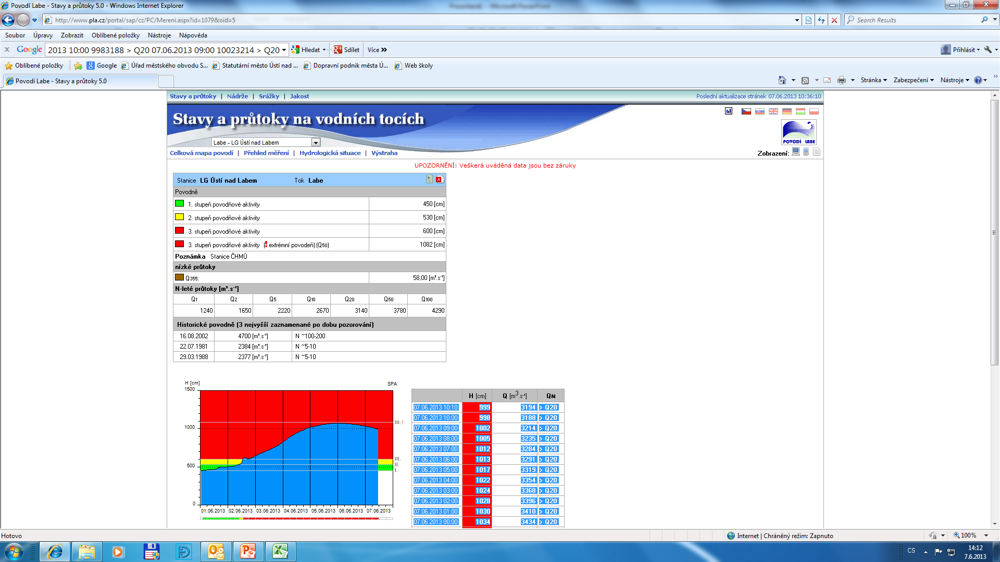 Povodí Labe - Stavy a průtoky 5.0 - Windows Internet Explorer
http://www.pla.cz/portal/sap/cz/PC/Mereni.aspx?id=1079&oid=5
Search Results
Soubor Úpravy Zobrazit Oblíbené položky Nástroje Nápověda
x Google 2013 10:00 9983188 > Q20 07.06.2013 09:00 10023214 > Q20 Hledat Sdílet Více » Přihlásit
Oblíbené položky Google Úřad městského obvodu S... Statutární město Ústí nad ... Dopravní podnik města Ú... Web školy
Povodí Labe - Stavy a průtoky 5.0 Stránka Zabezpečení Nástroje
Stavy a průtoky | Nádrže | Srážky | Jakost Poslední aktualizace stránek 07.06.2013 10:36:10
Stavy a průtoky na vodních tocích
POVODÍ LABE
Labe - LG Ústí nad Labem
Celková mapa povodí | Přehled měření | Hydrologická situace | Výstraha Zobrazení:
UPOZORNĚNÍ: Veškerá uváděná data jsou bez záruky
Stanice LG Ústí nad Labem Tok Labe
Povodně
1. stupeň povodňové aktivity 450 [cm]
2. stupeň povodňové aktivity 530 [cm]
3. stupeň povodňové aktivity 600 [cm]
3. stupeň povodňové aktivity (! extrémní povodeň) (Q50) 1082 [cm]
Poznámka Stanice ČHMÚ
nízké průtoky
Q355: 58,00 [m³.s⁻¹]
N-leté průtoky [m³.s⁻¹]
Q1 Q2 Q5 Q10 Q20 Q50 Q100
1240 1650 2220 2670 3140 3780 4290
Historické povodně (3 nejvyšší zaznamenané po dobu pozorování)
16.08.2002 4700 [m³.s⁻¹] N ~100-200
22.07.1981 2384 [m³.s⁻¹] N ~5-10
29.03.1988 2377 [m³.s⁻¹] N ~5-10
H [cm] SPA
1500
III. !
1000
III.
II.
500
I.
0
01.06.2013 02.06.2013 03.06.2013 04.06.2013 05.06.2013 06.06.2013 07.06.2013
H [cm] Q [m³.s⁻¹] QN
07.06.2013 10:10 999 3194 > Q20
07.06.2013 10:00 998 3188 > Q20
07.06.2013 09:00 1002 3214 > Q20
07.06.2013 08:00 1005 3235 > Q20
07.06.2013 07:00 1012 3284 > Q20
07.06.2013 06:00 1013 3291 > Q20
07.06.2013 05:00 1017 3319 > Q20
07.06.2013 04:00 1022 3354 > Q20
07.06.2013 03:00 1024 3368 > Q20
07.06.2013 02:00 1028 3396 > Q20
07.06.2013 01:00 1030 3410 > Q20
07.06.2013 00:00 1034 3434 > Q20
Hotovo Internet | Chráněný režim: Zapnuto 100%
CS 14:12
7.6.2013